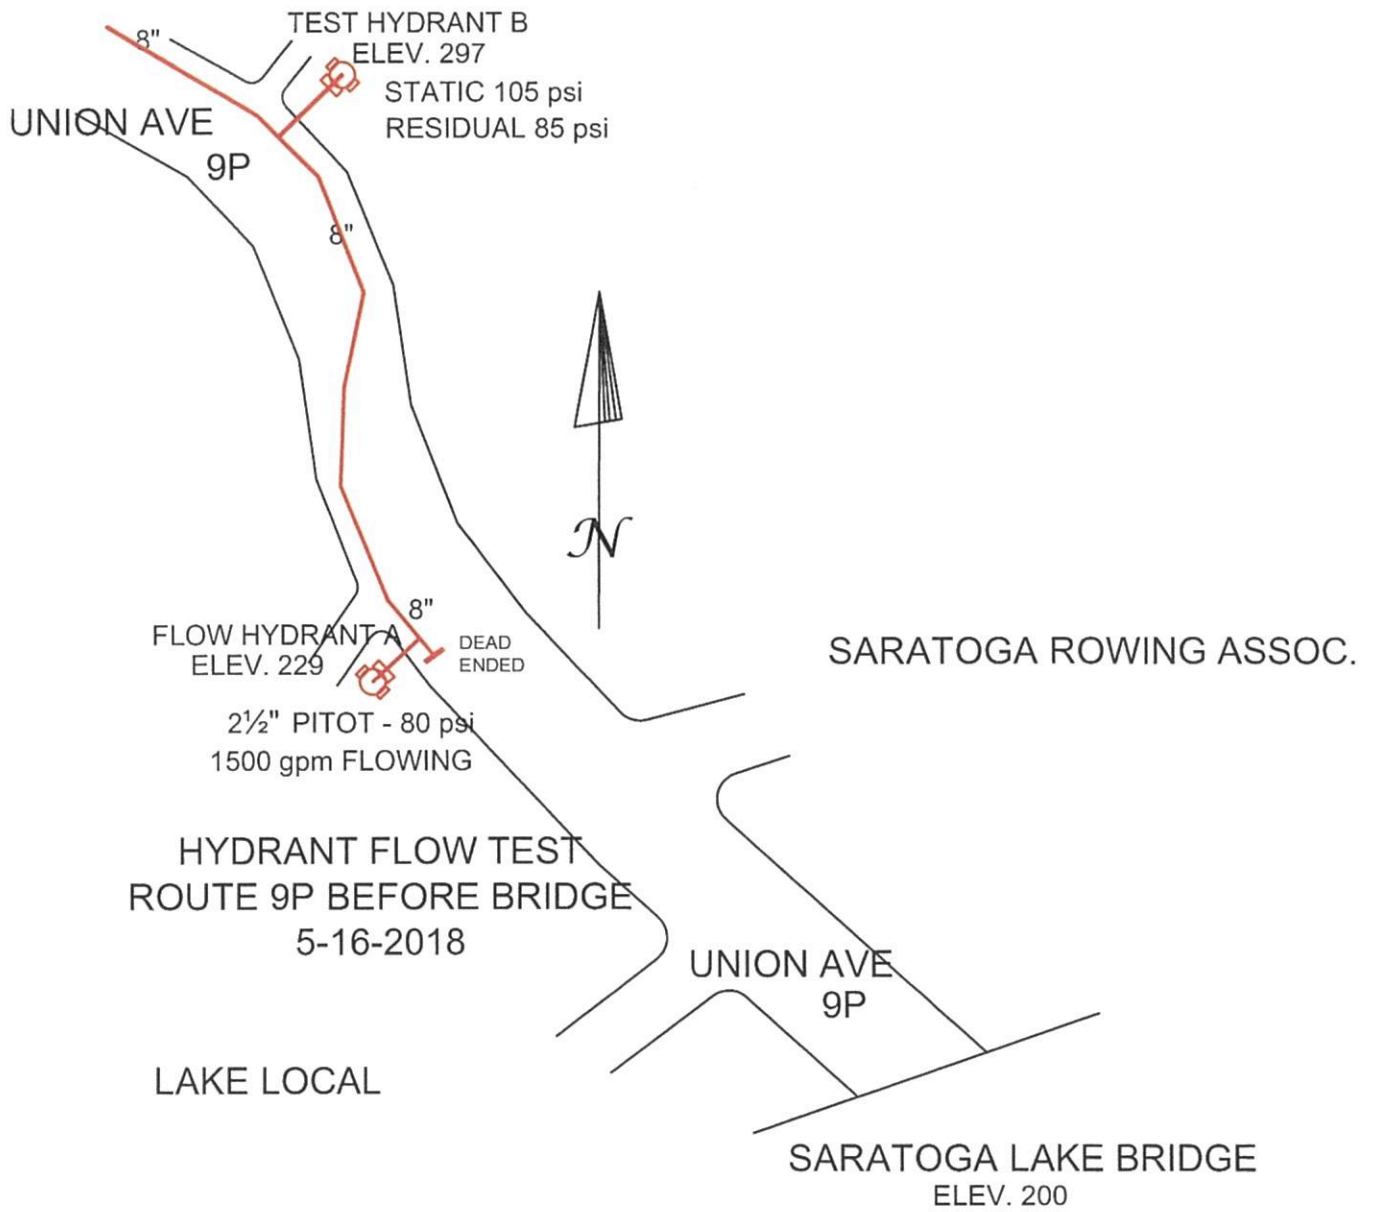 8"
TEST HYDRANT B
ELEV. 297
STATIC 105 psi
RESIDUAL 85 psi
UNION AVE
9P
8"
N
8"
FLOW HYDRANT A
ELEV. 229
DEAD
ENDED
2½" PITOT - 80 psi
1500 gpm FLOWING
SARATOGA ROWING ASSOC.
HYDRANT FLOW TEST
ROUTE 9P BEFORE BRIDGE
5-16-2018
UNION AVE
9P
LAKE LOCAL
SARATOGA LAKE BRIDGE
ELEV. 200